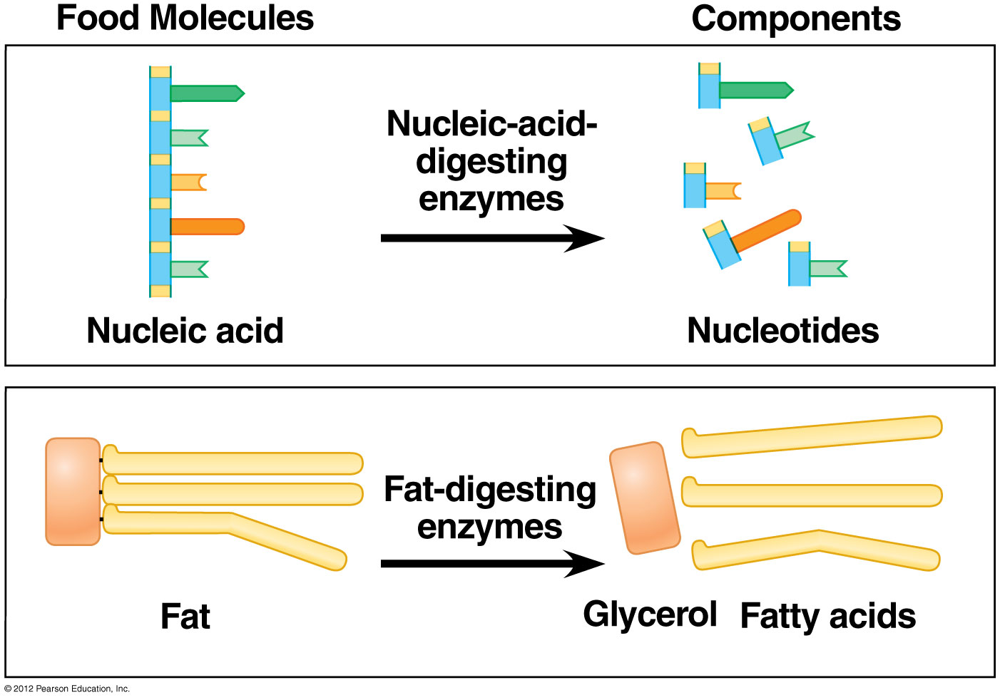 Food Molecules
Components
Nucleic-acid-
digesting
enzymes
Nucleic acid
Nucleotides
Fat-digesting
enzymes
Fat
Glycerol
Fatty acids
© 2012 Pearson Education, Inc.